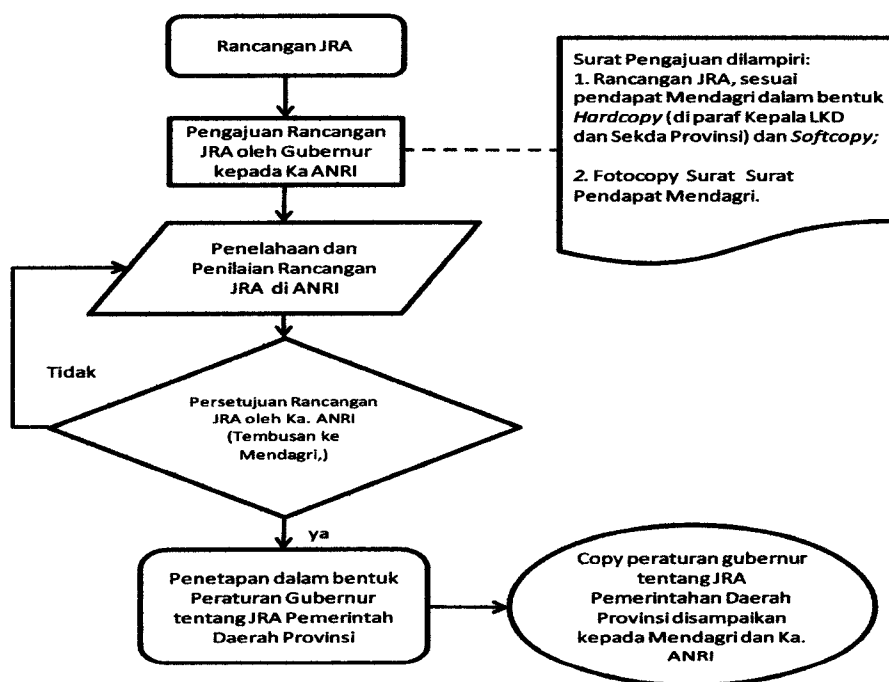 Rancangan JRA
Surat Pengajuan dilampiri:
1. Rancangan JRA, sesuai
pendapat Mendagri dalam bentuk
Hardcopy (di paraf Kepala LKD
dan Sekda Provinsi) dan Softcopy;
2. Fotocopy Surat Surat
Pendapat Mendagri.
Pengajuan Rancangan
JRA oleh Gubernur
kepada Ka ANRI
Penelahaan dan
Penilaian Rancangan
JRA di ANRI
Tidak
Persetujuan Rancangan
JRA oleh Ka. ANRI
(Tembusan ke
Mendagri,)
ya
Penetapan dalam bentuk
Peraturan Gubernur
tentang JRA Pemerintah
Daerah Provinsi
Copy peraturan gubernur
tentang JRA
Pemerintahan Daerah
Provinsi disampaikan
kepada Mendagri dan Ka.
ANRI